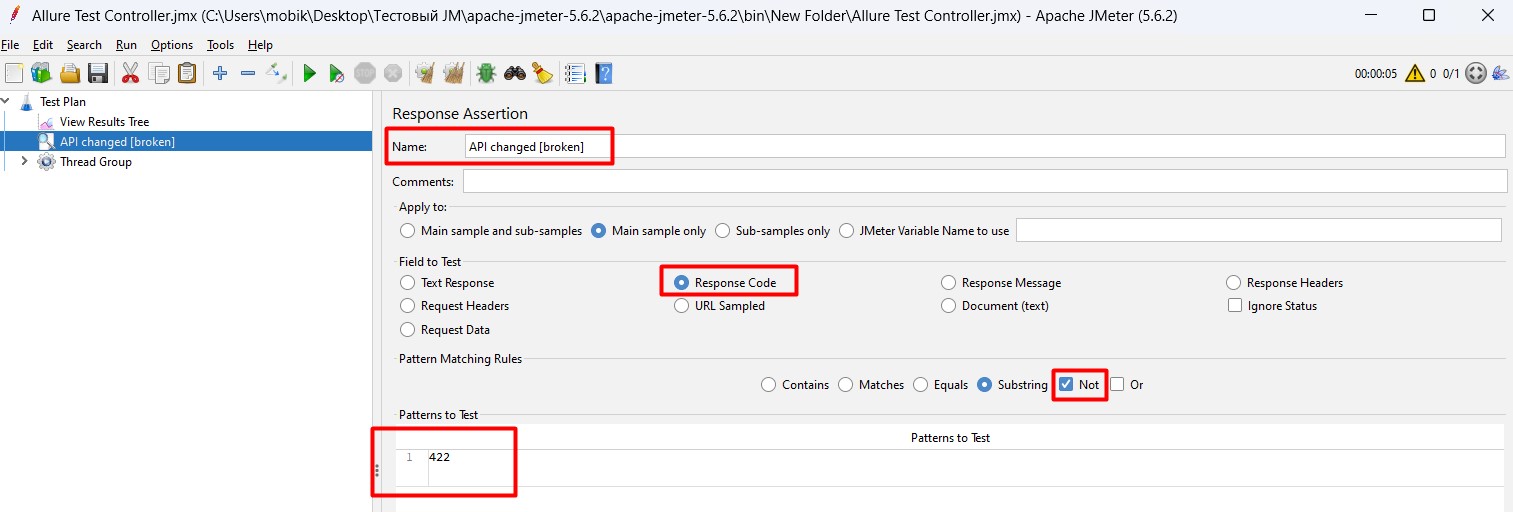 Allure Test Controller.jmx (C:\Users\mobik\Desktop\Тестовый JM\apache-jmeter-5.6.2\apache-jmeter-5.6.2\bin\New Folder\Allure Test Controller.jmx) - Apache JMeter (5.6.2)
File Edit Search Run Options Tools Help
STOP 00:00:05 0 0/1
Test Plan
View Results Tree
API changed [broken]
Thread Group
Response Assertion
Name: API changed [broken]
Comments:
Apply to:
Main sample and sub-samples Main sample only Sub-samples only JMeter Variable Name to use
Field to Test
Text Response Response Code Response Message Response Headers
Request Headers URL Sampled Document (text) Ignore Status
Request Data
Pattern Matching Rules
Contains Matches Equals Substring Not Or
Patterns to Test
Patterns to Test
1 422